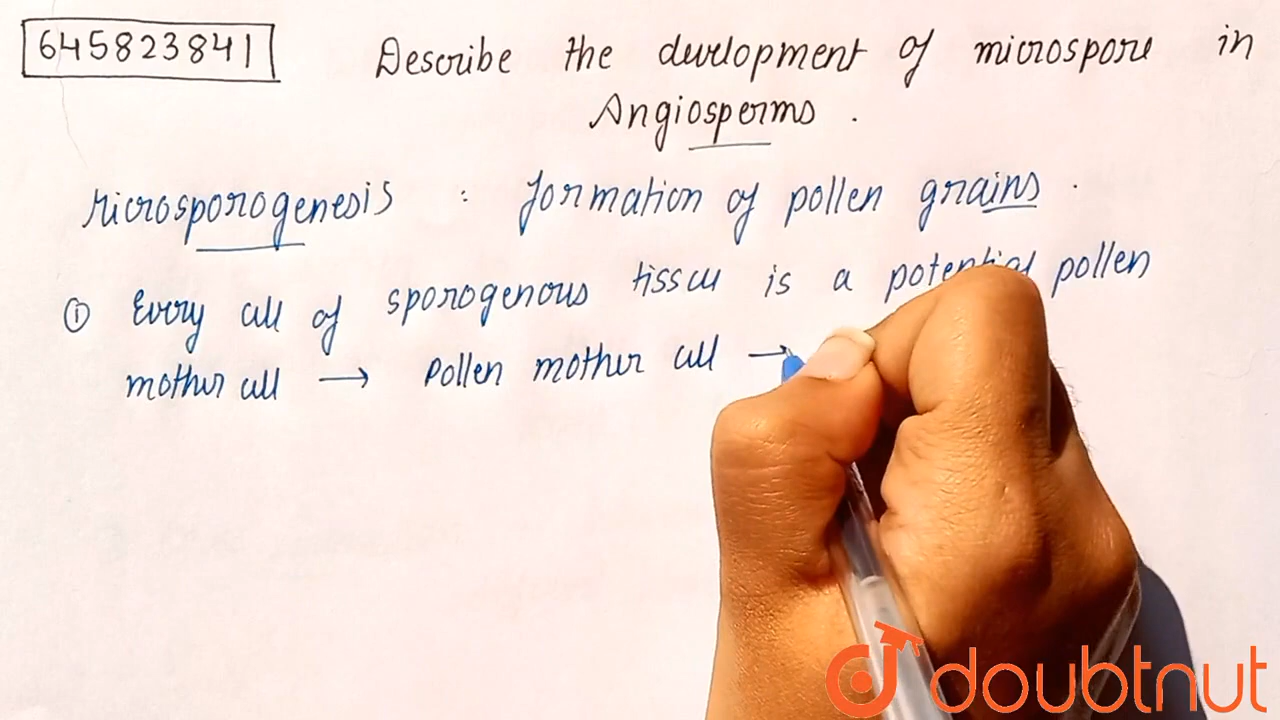 645823841 Describe the development of microspore in
Angiosperms .
Microsporogenesis : formation of pollen grains .
① Every cell of sporogenous tissue is a potential pollen
mother cell → Pollen mother cell →
doubtnut